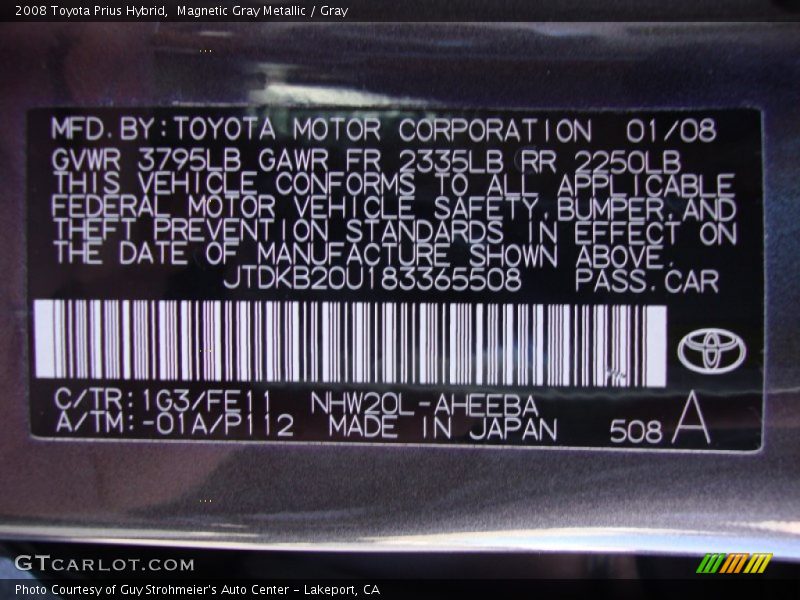 2008 Toyota Prius Hybrid, Magnetic Gray Metallic / Gray
MFD. BY: TOYOTA MOTOR CORPORATION 01/08
GVWR 3795LB GAWR FR 2335LB RR 2250LB
THIS VEHICLE CONFORMS TO ALL APPLICABLE
FEDERAL MOTOR VEHICLE SAFETY, BUMPER, AND
THEFT PREVENTION STANDARDS IN EFFECT ON
THE DATE OF MANUFACTURE SHOWN ABOVE.
JTDKB20U183365508 PASS. CAR
C/TR: 1G3/FE11 NHW20L-AHEEBA
A/TM: -01A/P112 MADE IN JAPAN 508 A
GTCARLOT.COM
Photo Courtesy of Guy Strohmeier's Auto Center - Lakeport, CA